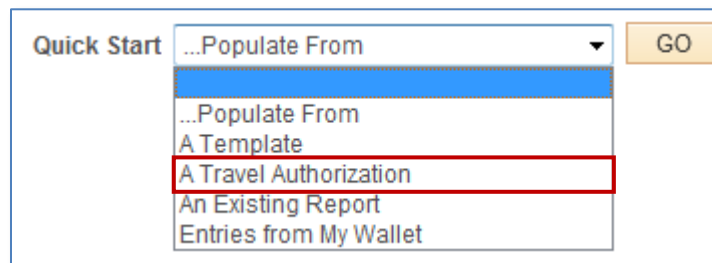 Quick Start ...Populate From GO
...Populate From
A Template
A Travel Authorization
An Existing Report
Entries from My Wallet